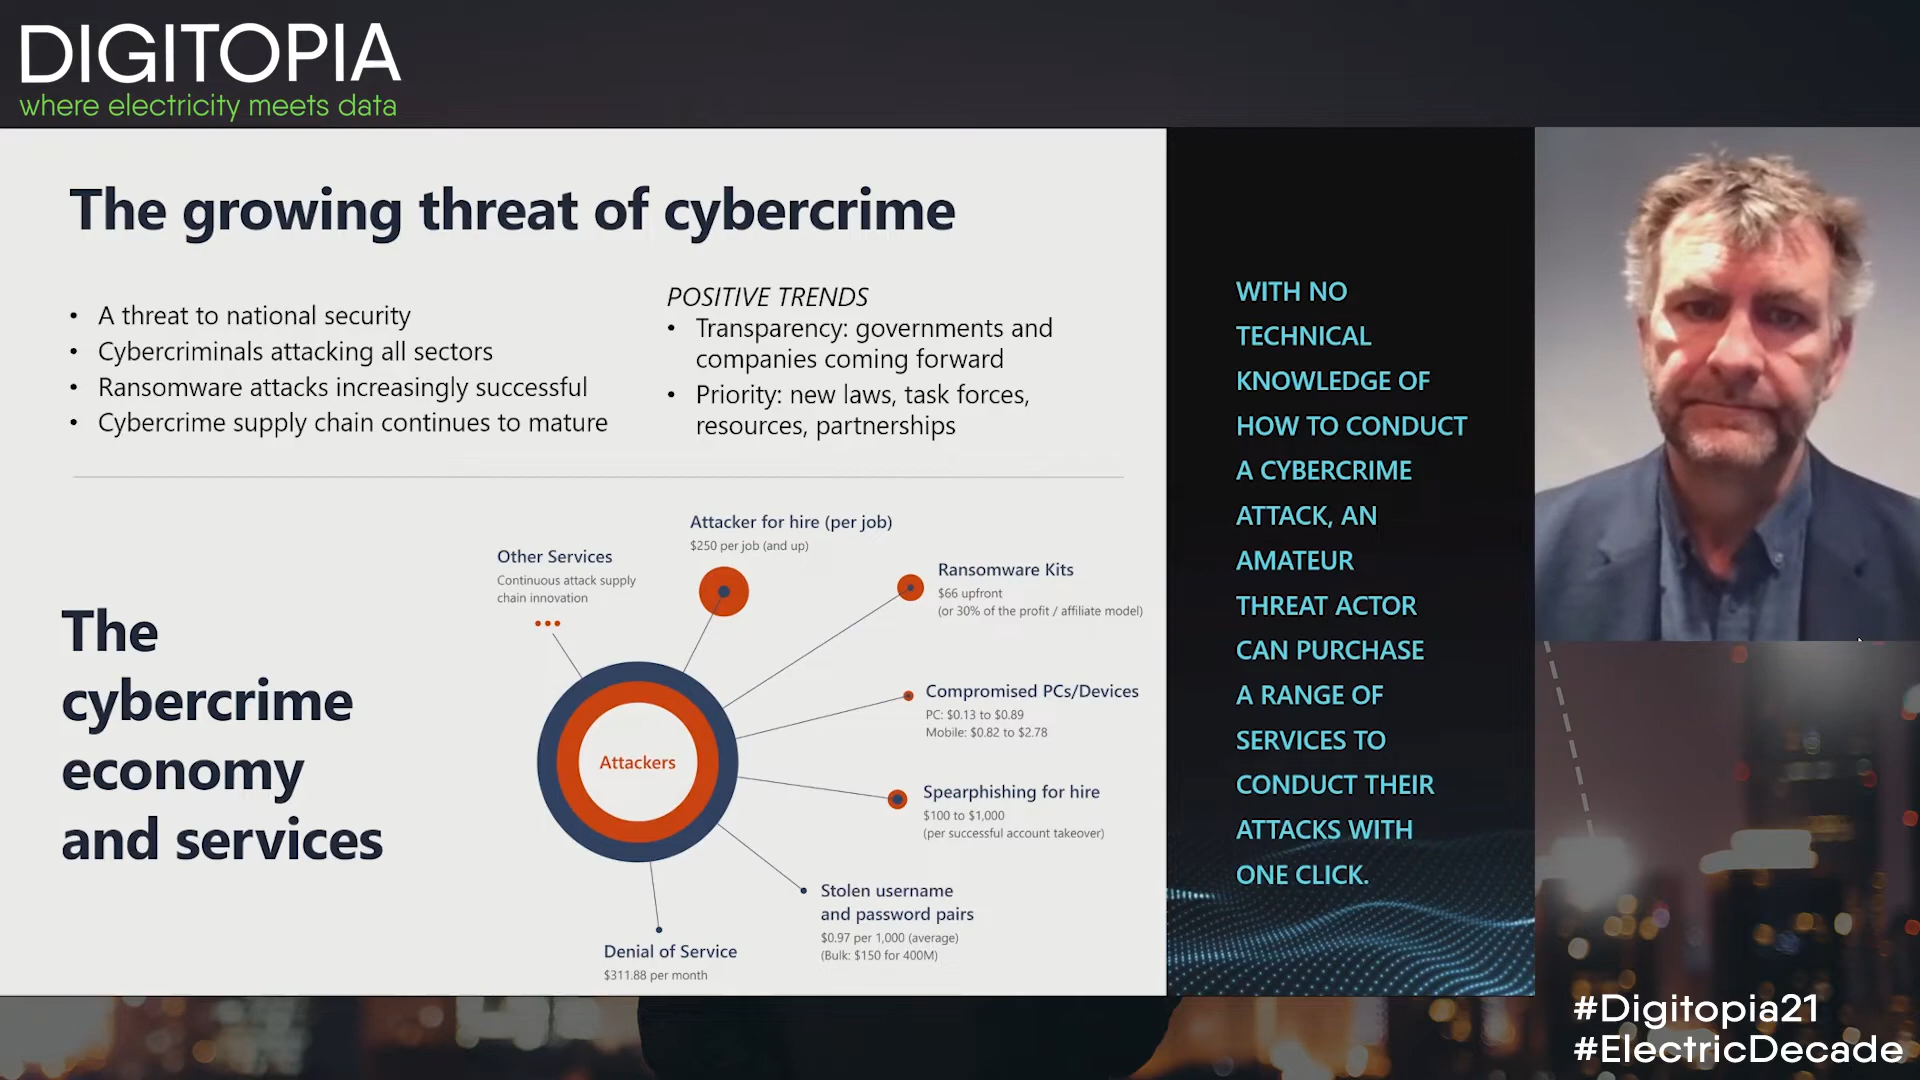 DIGITOPIA
where electricity meets data
The growing threat of cybercrime
• A threat to national security
• Cybercriminals attacking all sectors
• Ransomware attacks increasingly successful
• Cybercrime supply chain continues to mature
POSITIVE TRENDS
• Transparency: governments and
companies coming forward
• Priority: new laws, task forces,
resources, partnerships
The
cybercrime
economy
and services
Other Services
Continuous attack supply
chain innovation
Attacker for hire (per job)
$250 per job (and up)
Ransomware Kits
$66 upfront
(or 30% of the profit / affiliate model)
Compromised PCs/Devices
PC: $0.13 to $0.89
Mobile: $0.82 to $2.78
Attackers
Spearphishing for hire
$100 to $1,000
(per successful account takeover)
Stolen username
and password pairs
$0.97 per 1,000 (average)
(Bulk: $150 for 400M)
Denial of Service
$311.88 per month
WITH NO
TECHNICAL
KNOWLEDGE OF
HOW TO CONDUCT
A CYBERCRIME
ATTACK, AN
AMATEUR
THREAT ACTOR
CAN PURCHASE
A RANGE OF
SERVICES TO
CONDUCT THEIR
ATTACKS WITH
ONE CLICK.
#Digitopia21
#ElectricDecade